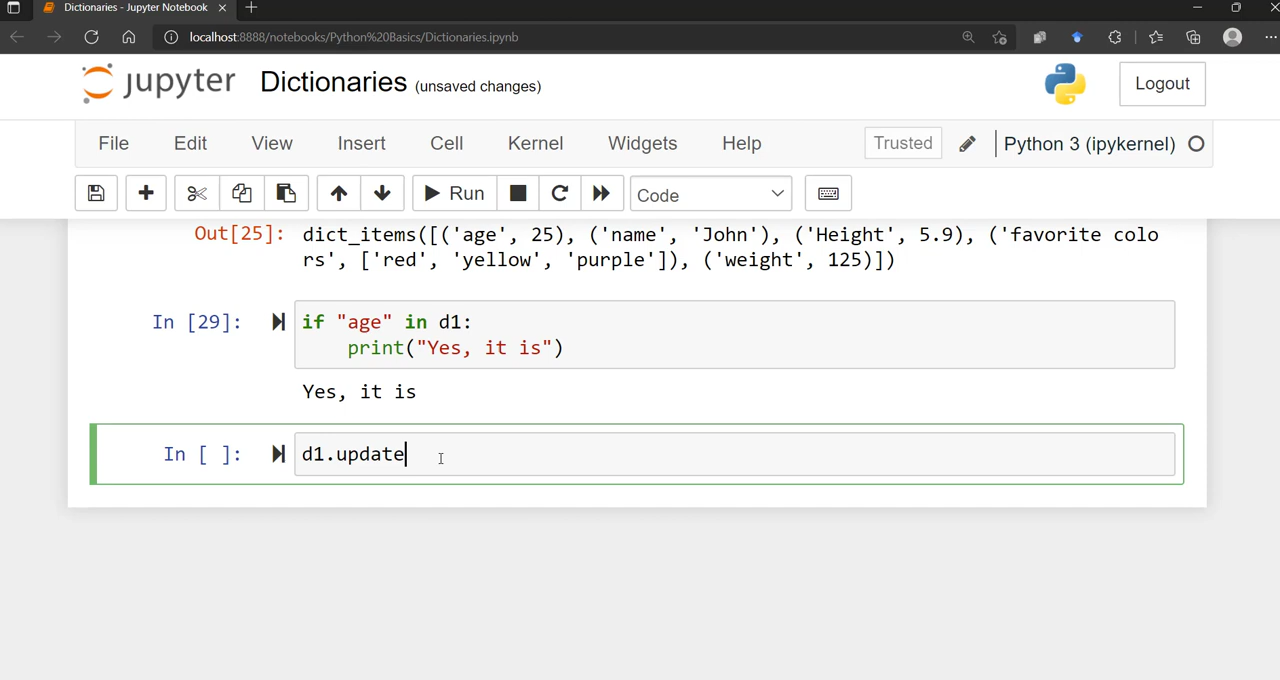 Dictionaries - Jupyter Notebook
localhost:8888/notebooks/Python%20Basics/Dictionaries.ipynb
jupyter Dictionaries (unsaved changes) Logout
File Edit View Insert Cell Kernel Widgets Help Trusted Python 3 (ipykernel)
Run Code
Out[25]: dict_items([('age', 25), ('name', 'John'), ('Height', 5.9), ('favorite colo
rs', ['red', 'yellow', 'purple']), ('weight', 125)])
In [29]: if "age" in d1:
print("Yes, it is")
Yes, it is
In [ ]: d1.update